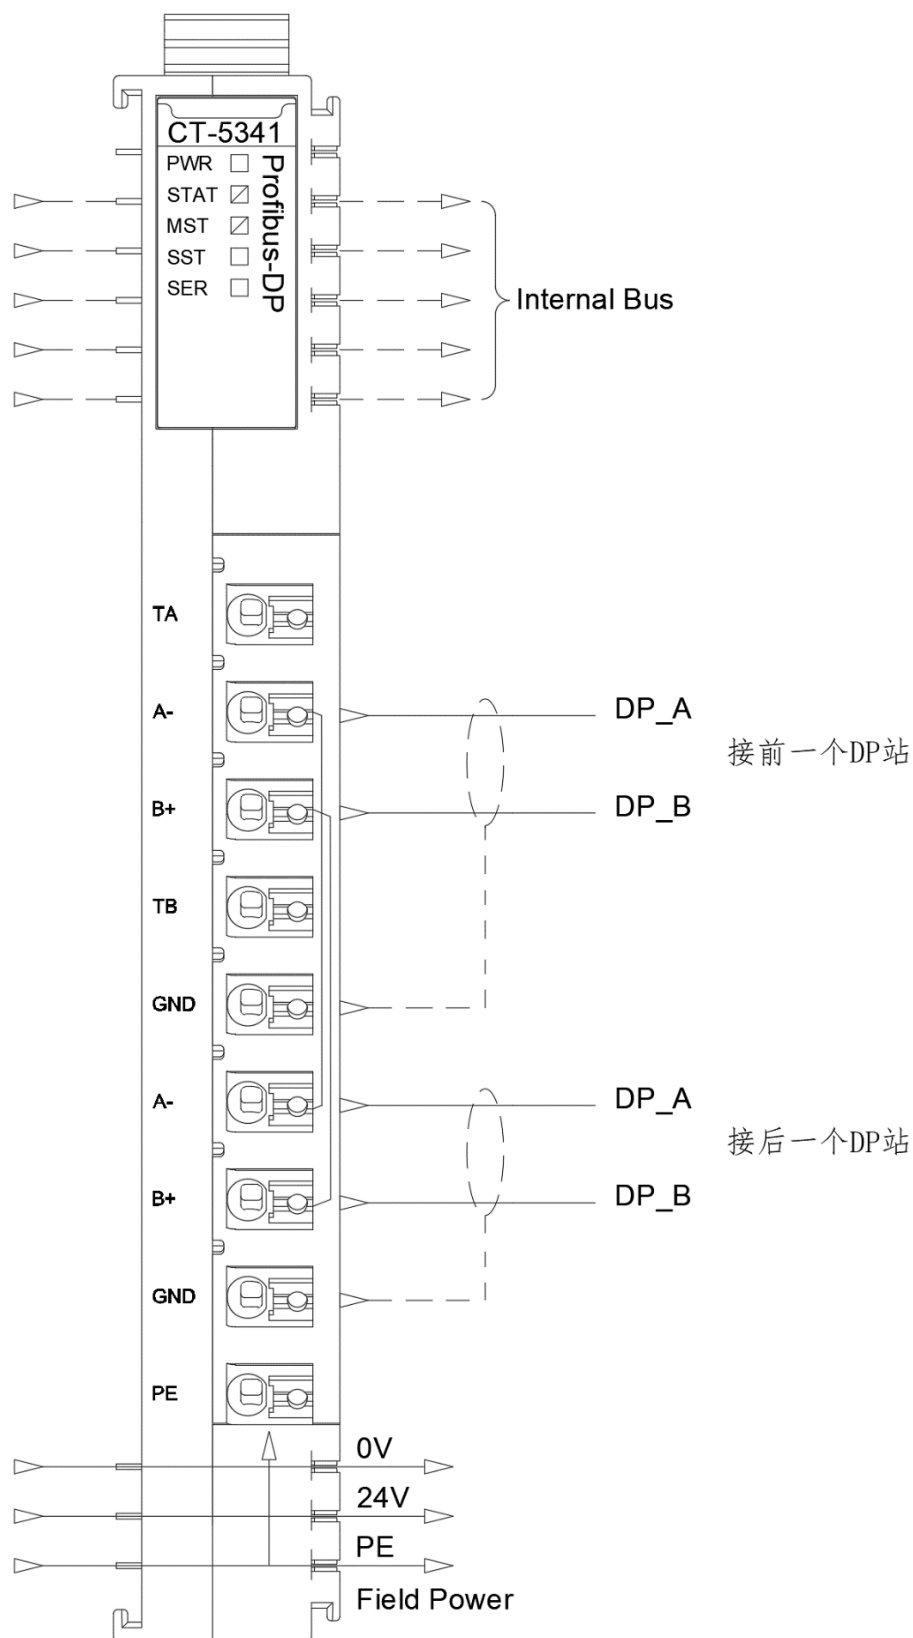 CT-5341
PWR
STAT
MST
SST
SER
Profibus-DP
Internal Bus
TA
A-
DP_A
接前一个DP站
B+
DP_B
TB
GND
A-
DP_A
接后一个DP站
B+
DP_B
GND
PE
0V
24V
PE
Field Power